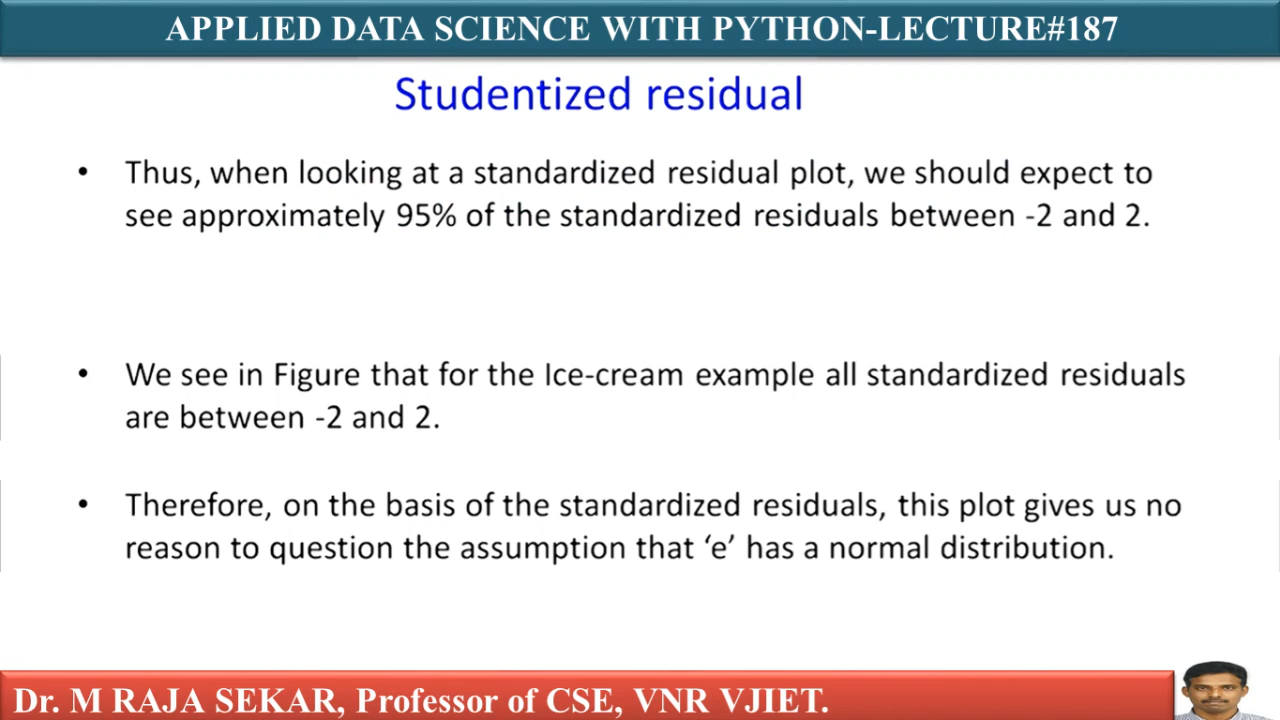 APPLIED DATA SCIENCE WITH PYTHON-LECTURE#187
Studentized residual
• Thus, when looking at a standardized residual plot, we should expect to
see approximately 95% of the standardized residuals between -2 and 2.
• We see in Figure that for the Ice-cream example all standardized residuals
are between -2 and 2.
• Therefore, on the basis of the standardized residuals, this plot gives us no
reason to question the assumption that ‘e’ has a normal distribution.
Dr. M RAJA SEKAR, Professor of CSE, VNR VJIET.